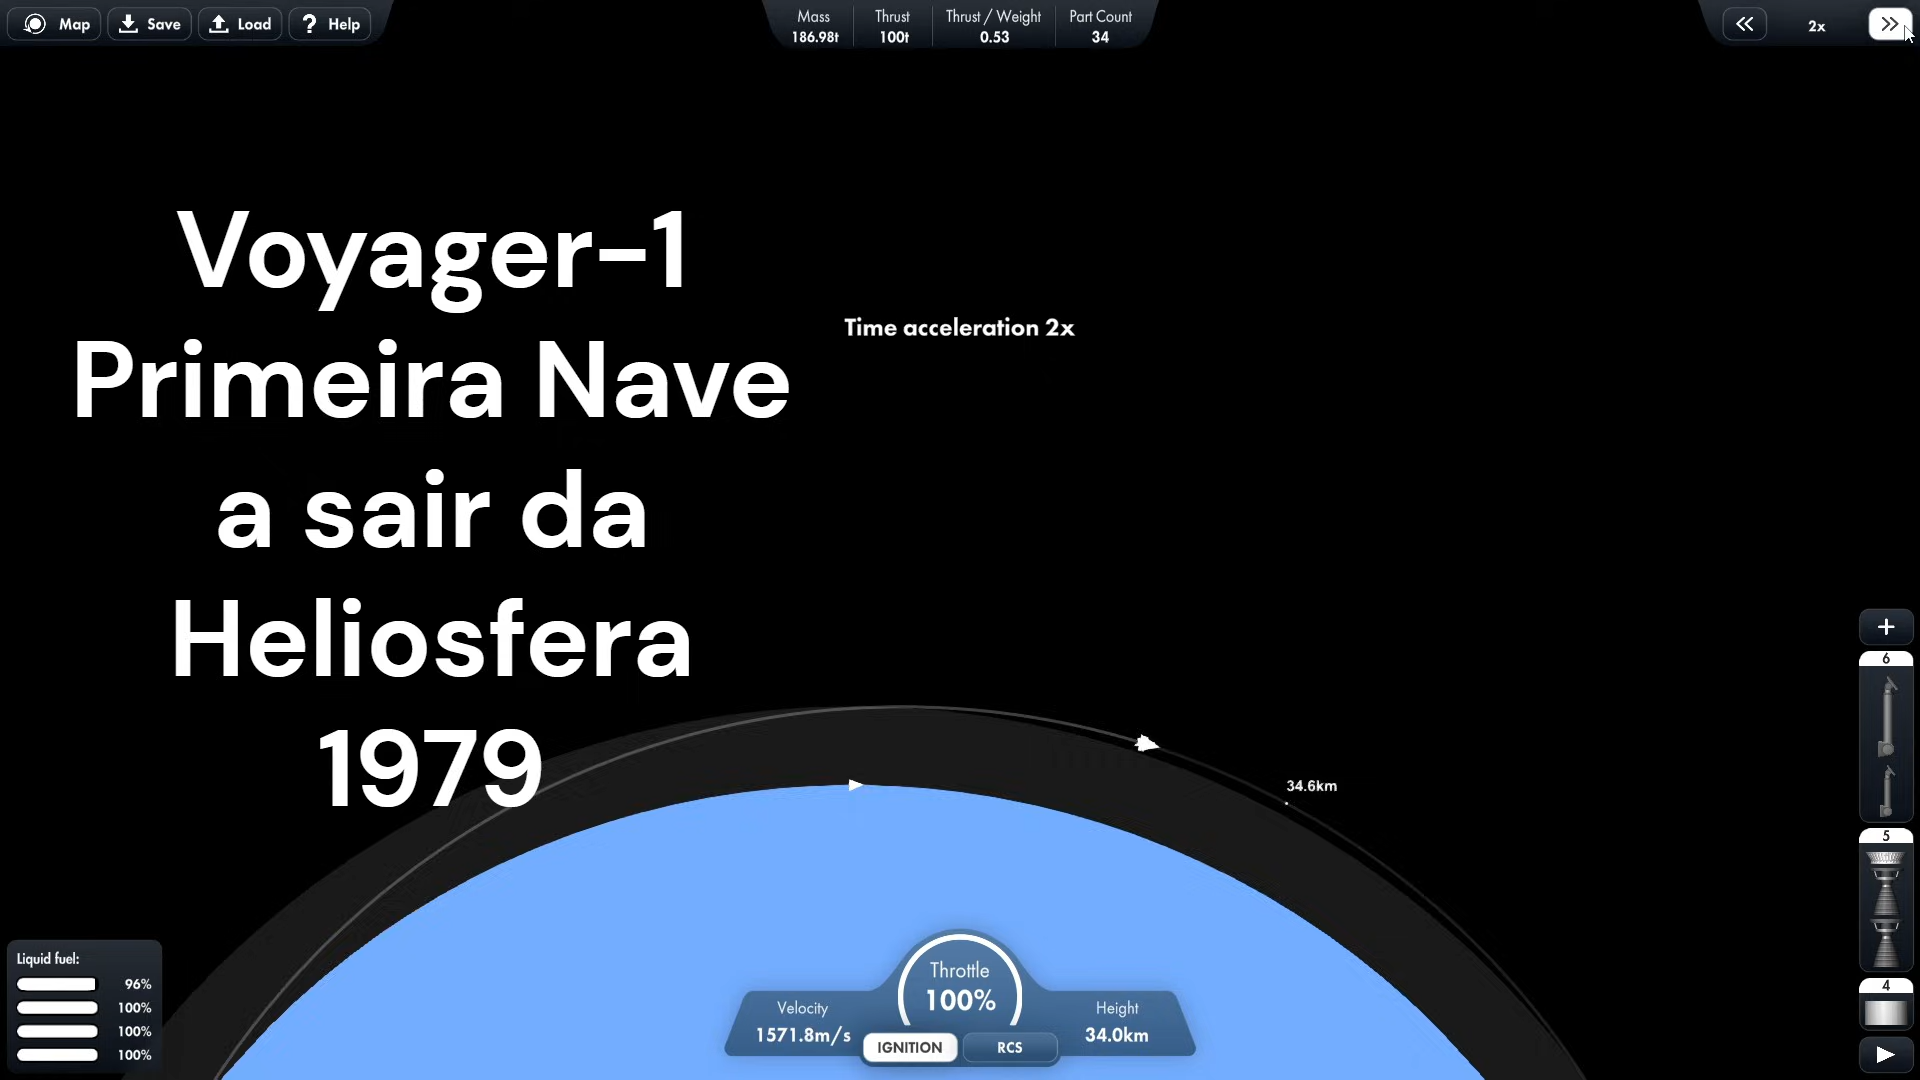 Map
Save
Load
Help
Mass
186.98t
Thrust
100t
Thrust / Weight
0.53
Part Count
34
2x
Voyager-1
Primeira Nave
a sair da
Heliosfera
1979
Time acceleration 2x
34.6km
6
5
4
Liquid fuel:
96%
100%
100%
100%
Throttle
100%
Velocity
1571.8m/s
Height
34.0km
IGNITION
RCS